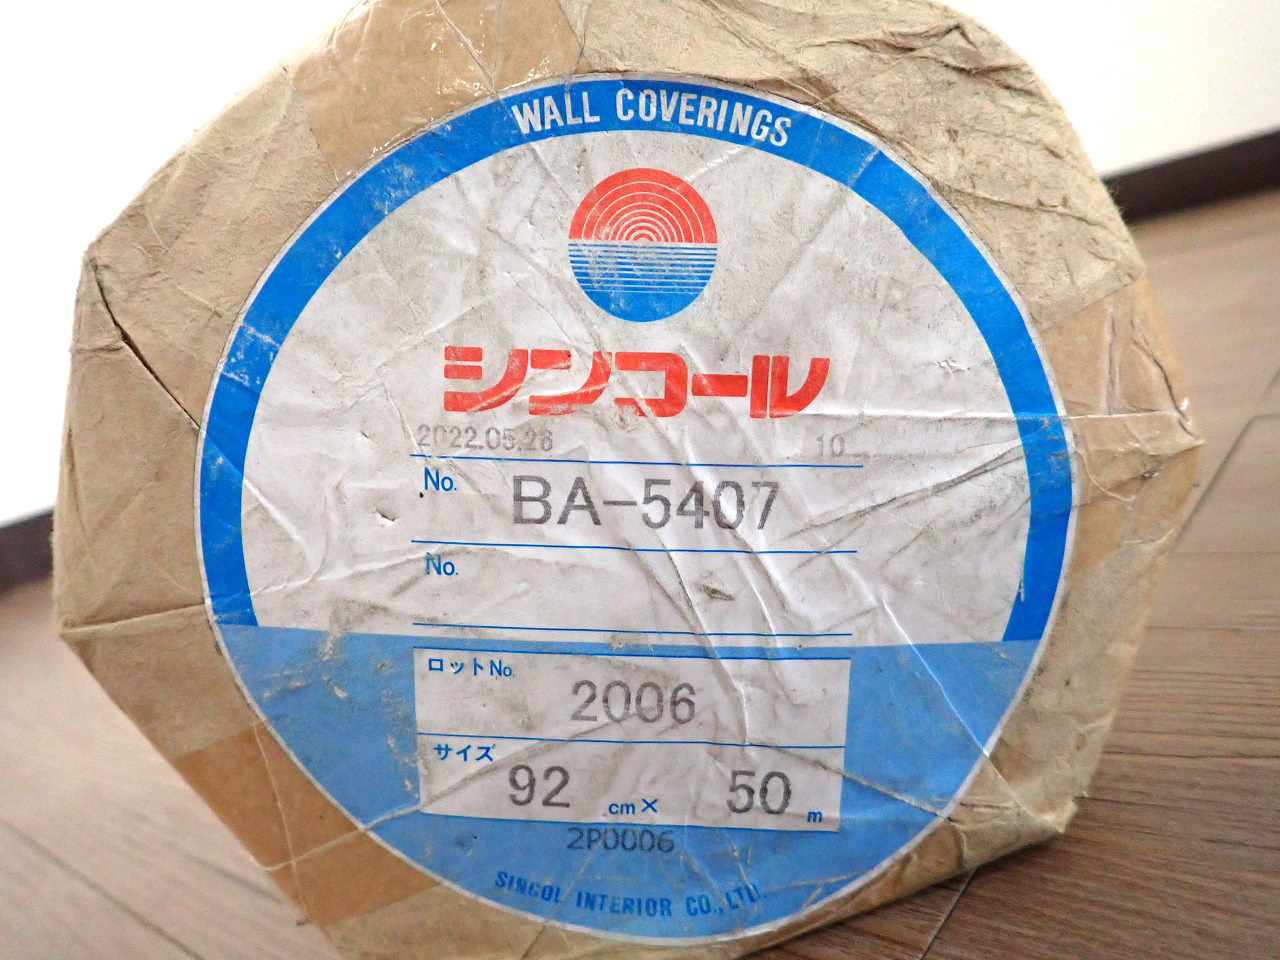 WALL COVERINGS
シンコール
2022.05.26 10
No. BA-5407
No.
ロットNo.
2006
サイズ
92 cm× 50 m
2P0006
SINCOL INTERIOR CO.,LTD.